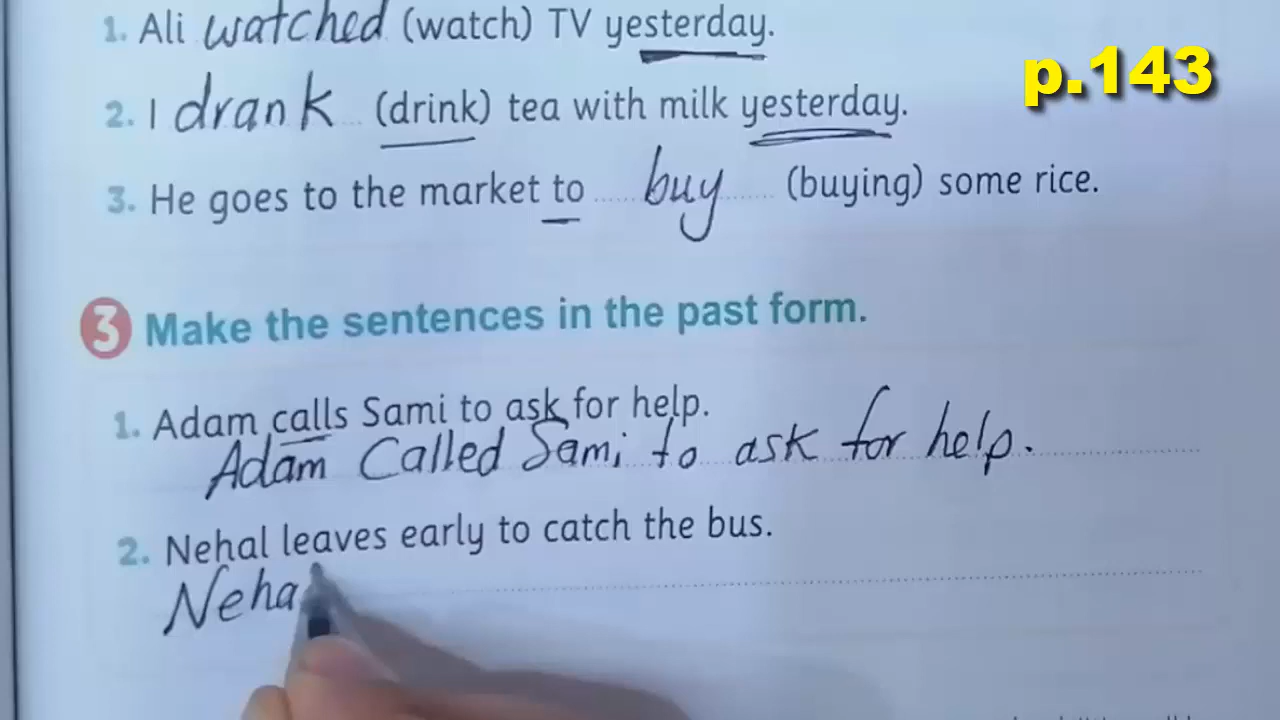 1. Ali watched (watch) TV yesterday.
p.143
2. I drank (drink) tea with milk yesterday.
3. He goes to the market to buy (buying) some rice.
3 Make the sentences in the past form.
1. Adam calls Sami to ask for help.
Adam Called Sami to ask for help.
2. Nehal leaves early to catch the bus.
Neha